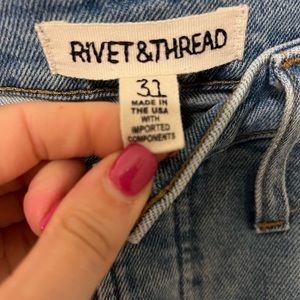 RIVET&THREAD
31
MADE IN
THE USA
WITH
IMPORTED
COMPONENTS